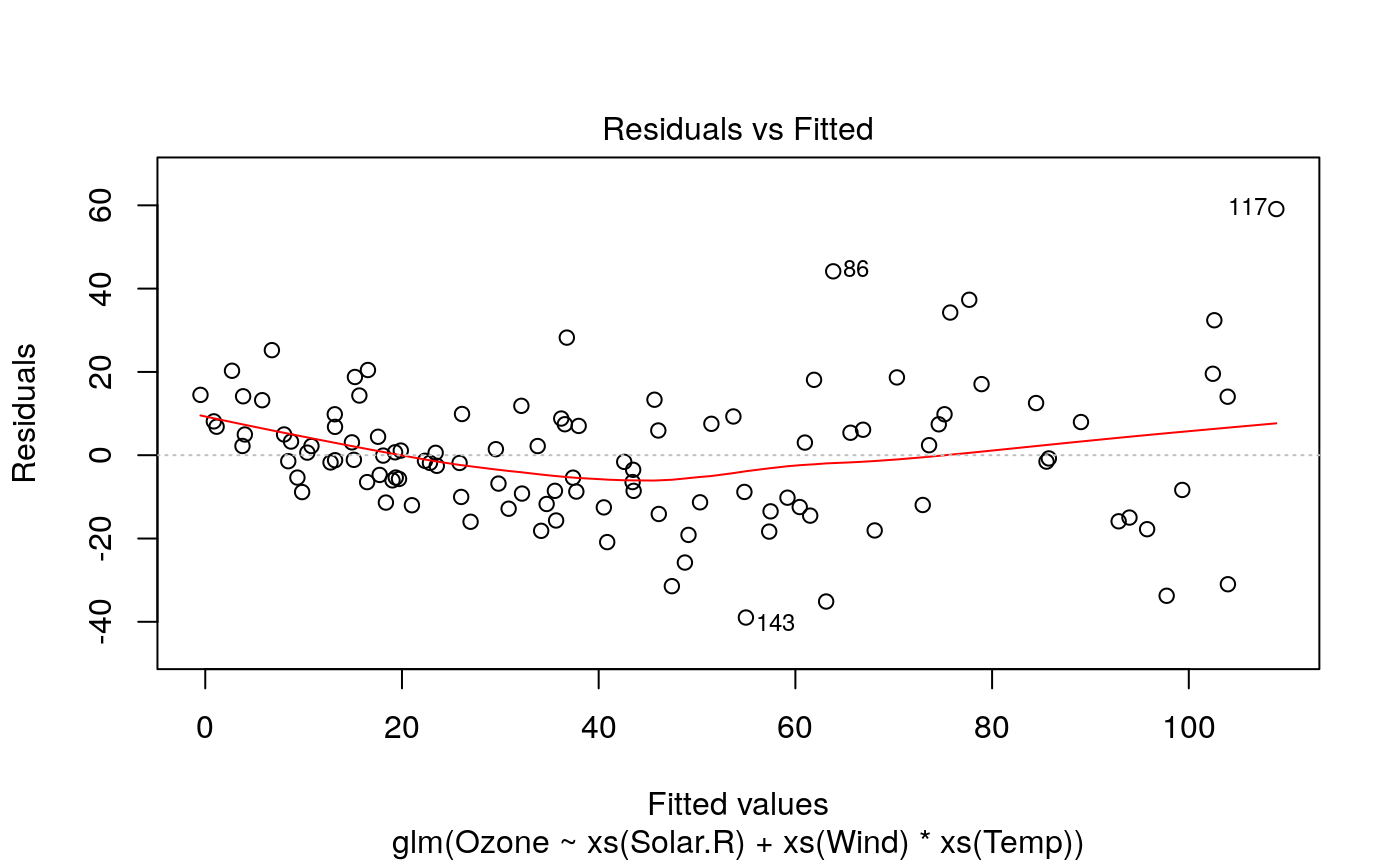 Residuals vs Fitted
Residuals
60
40
20
0
-20
-40
117
86
143
0 20 40 60 80 100
Fitted values
glm(Ozone ~ xs(Solar.R) + xs(Wind) * xs(Temp))